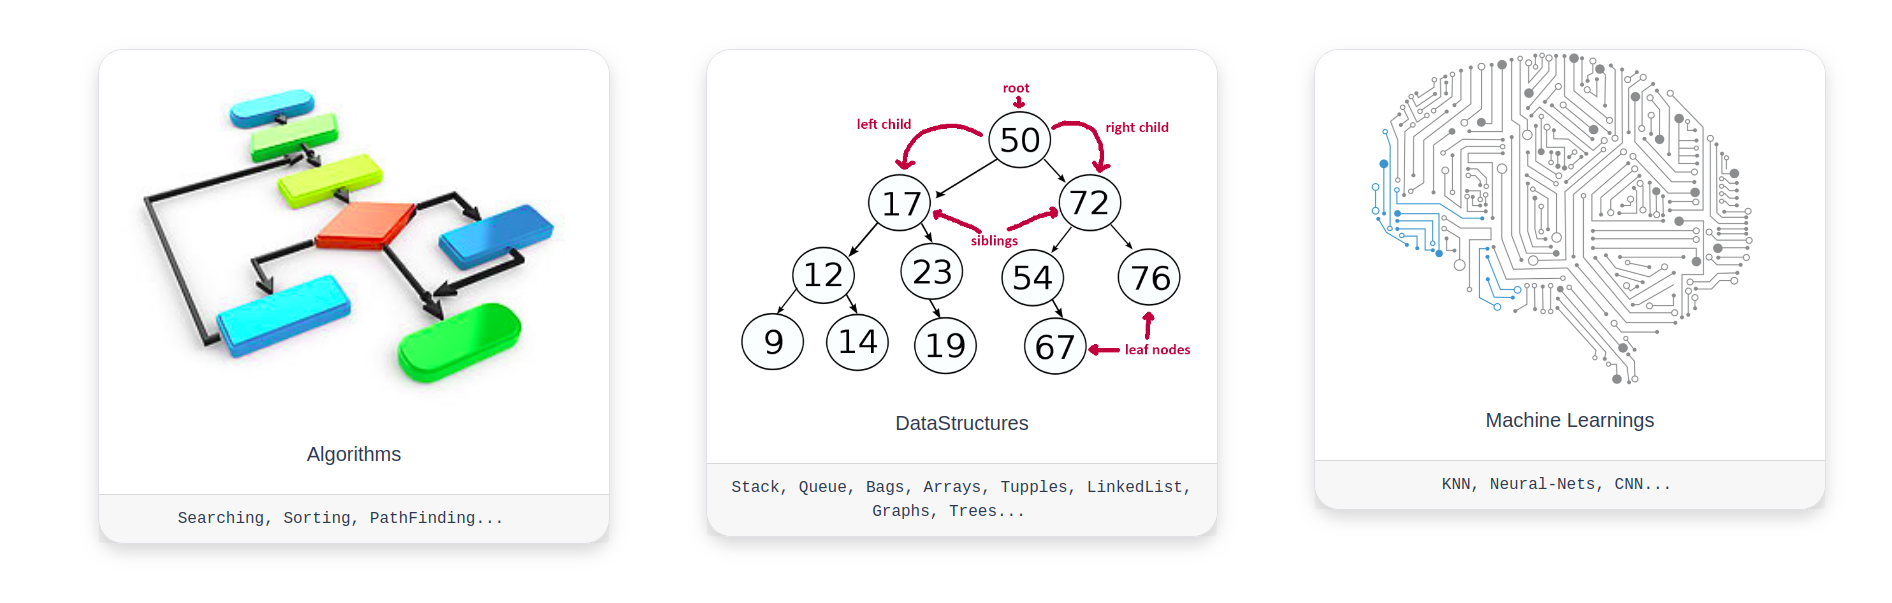 Algorithms
Searching, Sorting, PathFinding...
root
left child
right child
50
17
72
siblings
12
23
54
76
9
14
19
67
leaf nodes
DataStructures
Stack, Queue, Bags, Arrays, Tupples, LinkedList,
Graphs, Trees...
Machine Learnings
KNN, Neural-Nets, CNN...